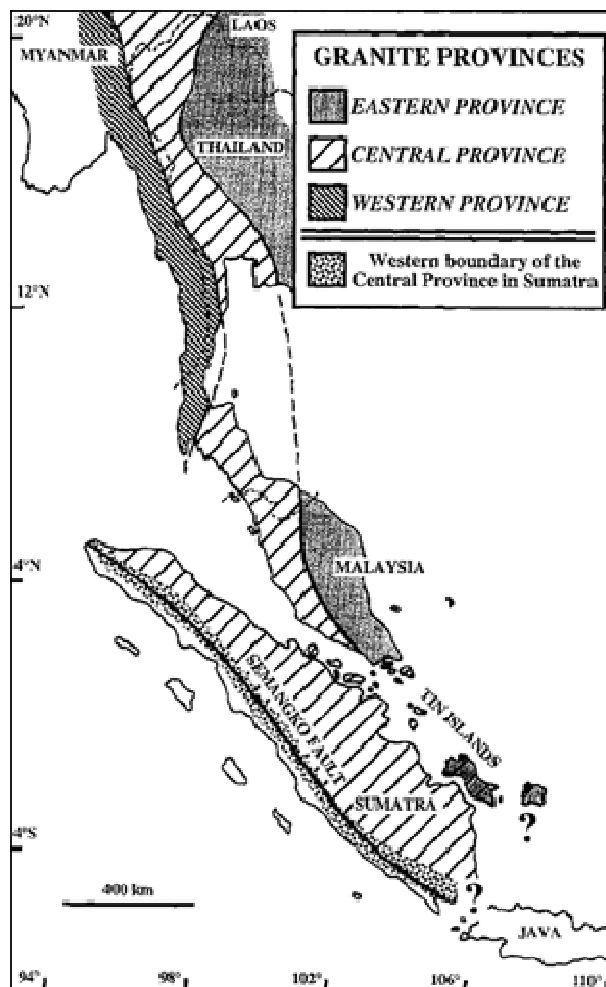 20°N
LAOS
MYANMAR
THAILAND
GRANITE PROVINCES
EASTERN PROVINCE
CENTRAL PROVINCE
WESTERN PROVINCE
Western boundary of the
Central Province in Sumatra
12°N
4°N
MALAYSIA
SEMANGKO FAULT
TIN ISLANDS
SUMATRA
?
4°S
?
400 km
JAWA
94°
98°
102°
106°
110°